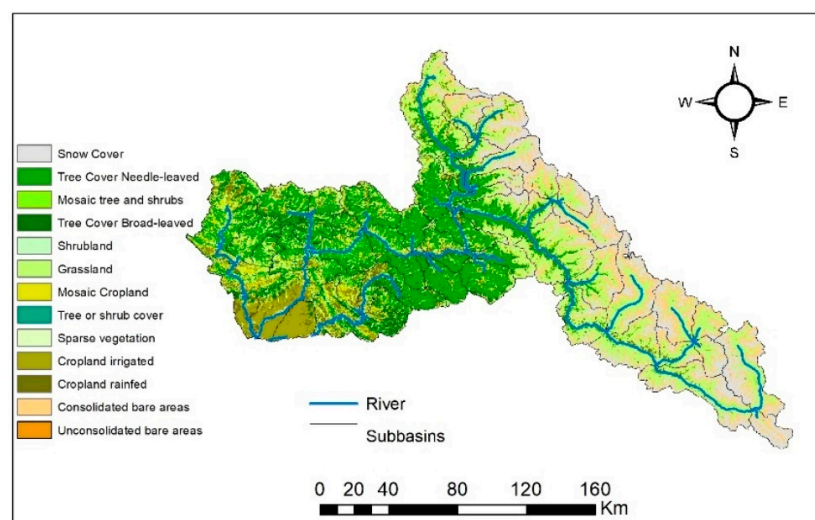 N
W E
S
Snow Cover
Tree Cover Needle-leaved
Mosaic tree and shrubs
Tree Cover Broad-leaved
Shrubland
Grassland
Mosaic Cropland
Tree or shrub cover
Sparse vegetation
Cropland irrigated
Cropland rainfed
Consolidated bare areas
Unconsolidated bare areas
River
Subbasins
0 20 40 80 120 160
Km